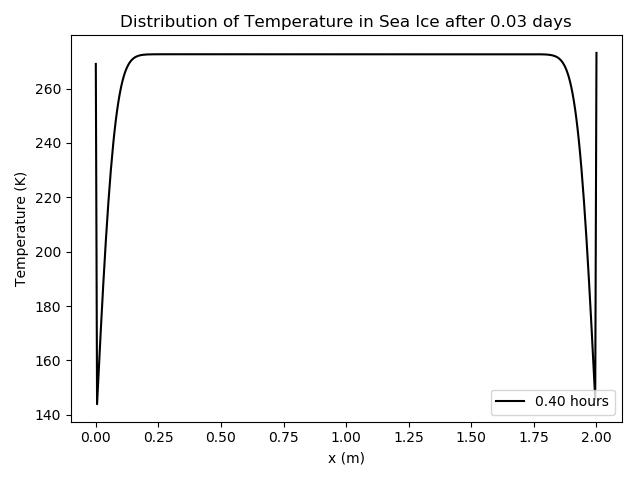 Distribution of Temperature in Sea Ice after 0.03 days
Temperature (K)
260
240
220
200
180
160
140
0.40 hours
0.00 0.25 0.50 0.75 1.00 1.25 1.50 1.75 2.00
x (m)